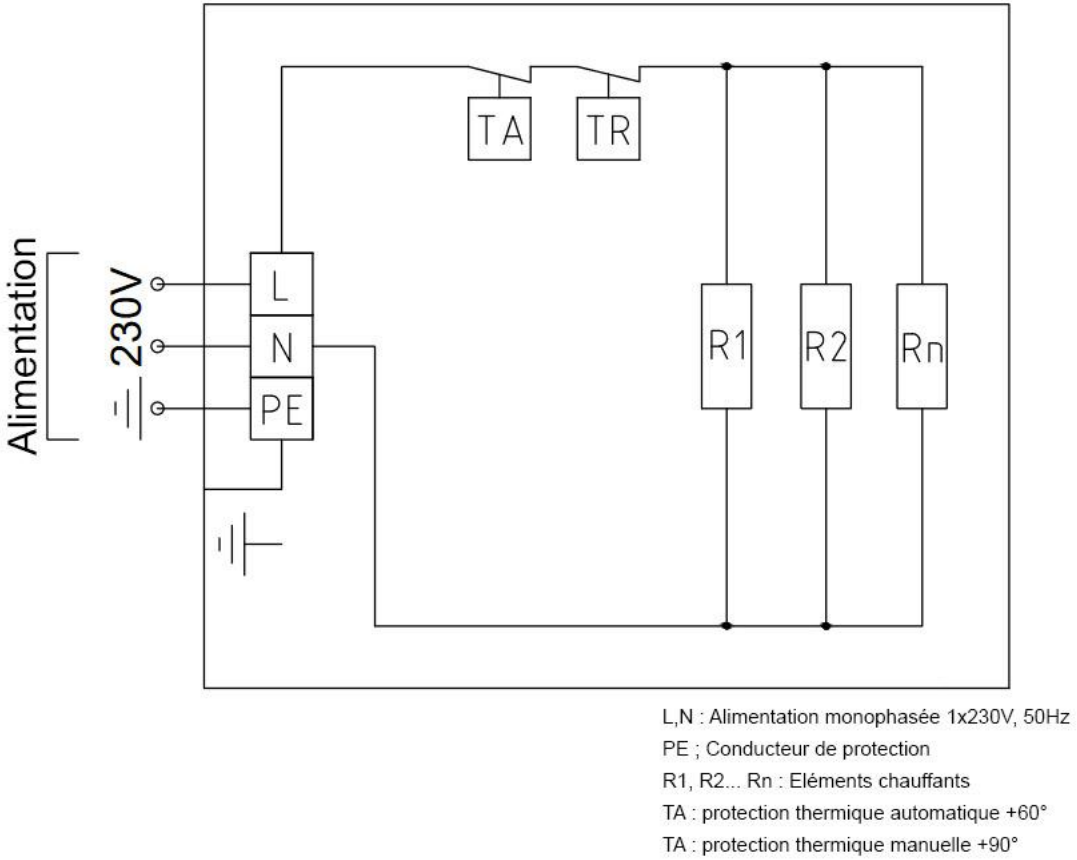 TA
TR
Alimentation
230V
L
N
PE
R1
R2
Rn
L,N : Alimentation monophasée 1x230V, 50Hz
PE ; Conducteur de protection
R1, R2... Rn : Eléments chauffants
TA : protection thermique automatique +60°
TA : protection thermique manuelle +90°